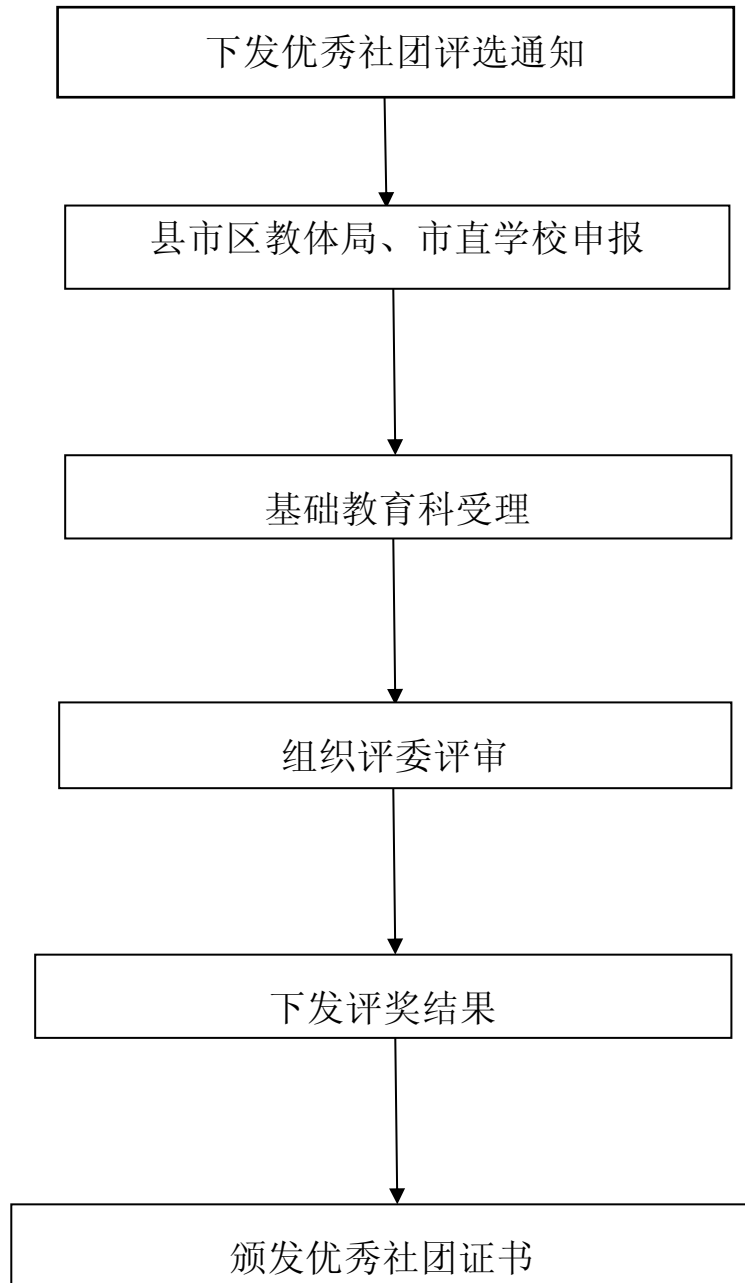 下发优秀社团评选通知
县市区教体局、市直学校申报
基础教育科受理
组织评委评审
下发评奖结果
颁发优秀社团证书